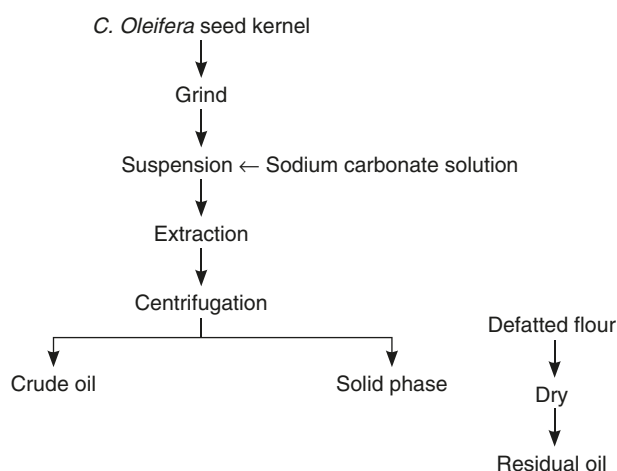 C. Oleifera seed kernel
Grind
Suspension ← Sodium carbonate solution
Extraction
Centrifugation
Crude oil
Solid phase
Defatted flour
Dry
Residual oil